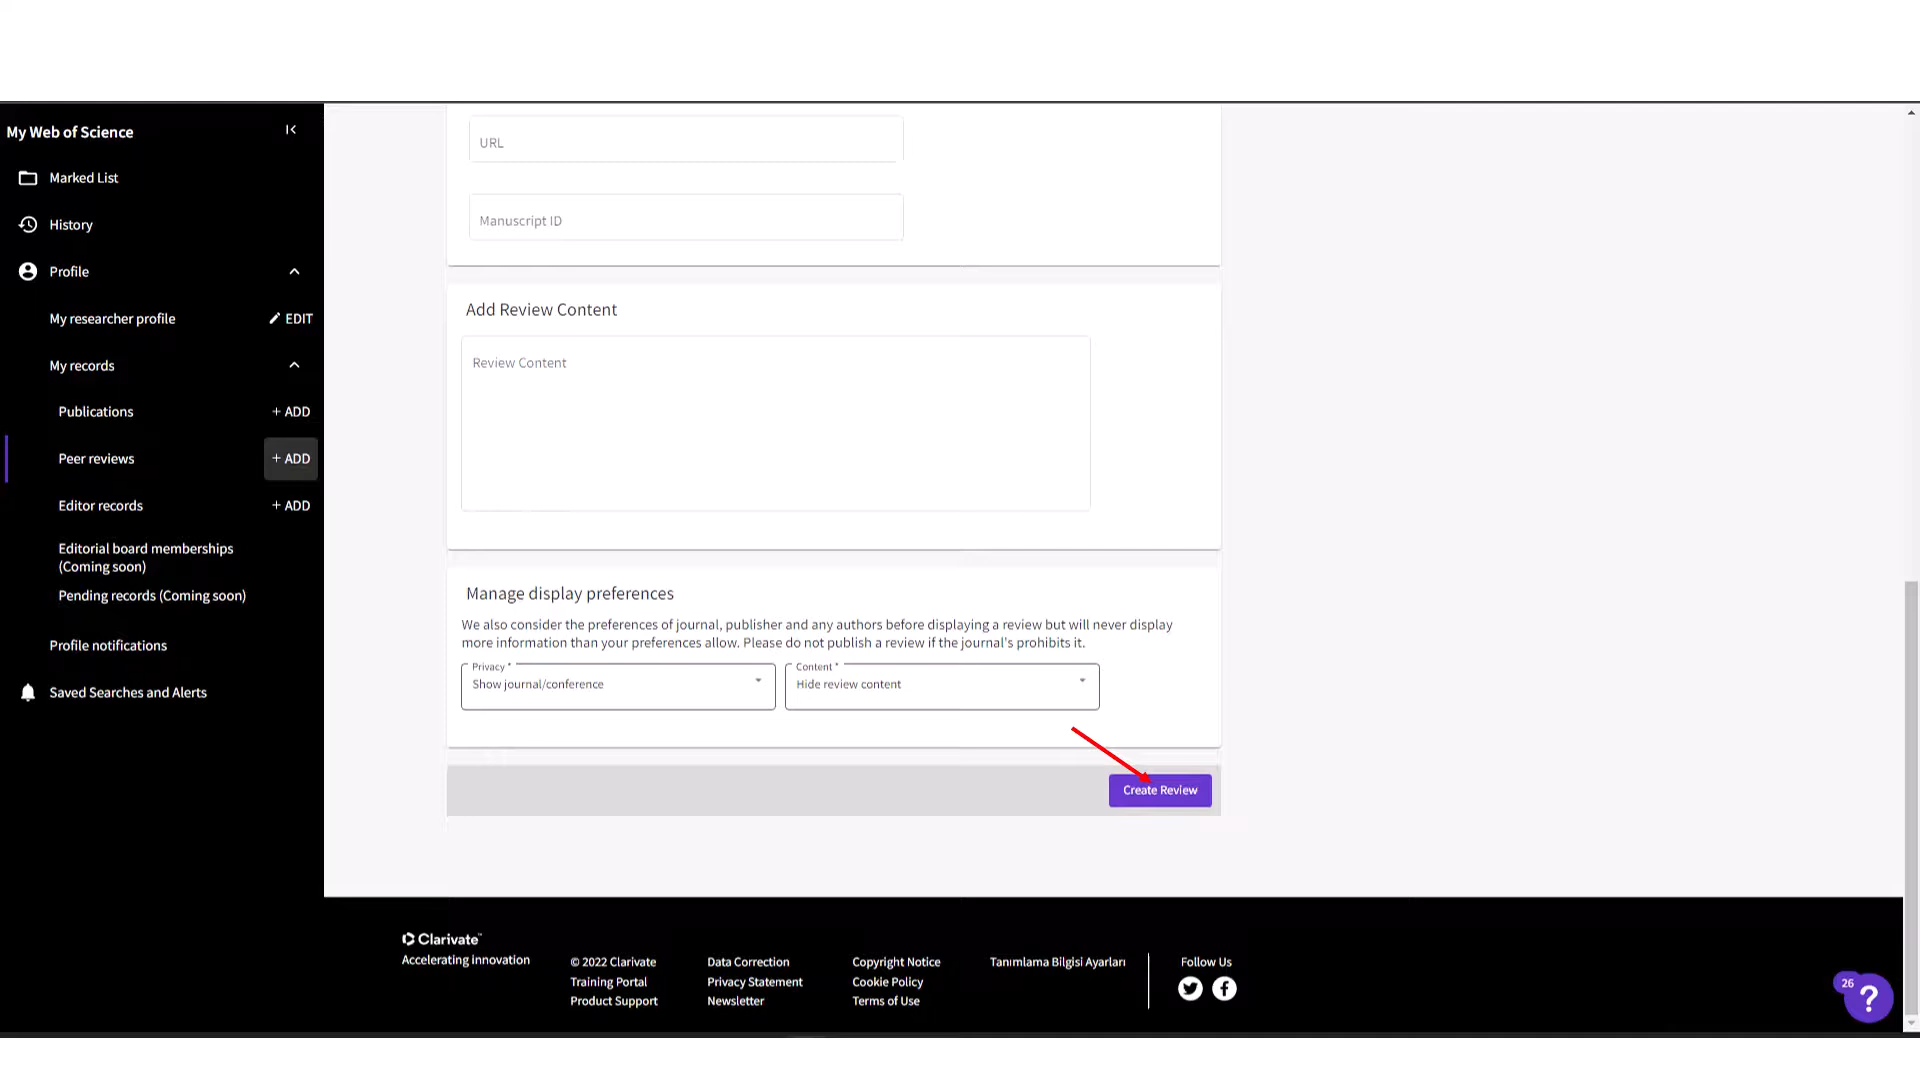 My Web of Science
Marked List
History
Profile
My researcher profile
EDIT
My records
Publications
+ ADD
Peer reviews
+ ADD
Editor records
+ ADD
Editorial board memberships
(Coming soon)
Pending records (Coming soon)
Profile notifications
Saved Searches and Alerts
URL
Manuscript ID
Add Review Content
Review Content
Manage display preferences
We also consider the preferences of journal, publisher and any authors before displaying a review but will never display
more information than your preferences allow. Please do not publish a review if the journal's prohibits it.
Privacy *
Show journal/conference
Content *
Hide review content
Create Review
Clarivate™
Accelerating innovation
© 2022 Clarivate
Training Portal
Product Support
Data Correction
Privacy Statement
Newsletter
Copyright Notice
Cookie Policy
Terms of Use
Tanımlama Bilgisi Ayarları
Follow Us
26
?